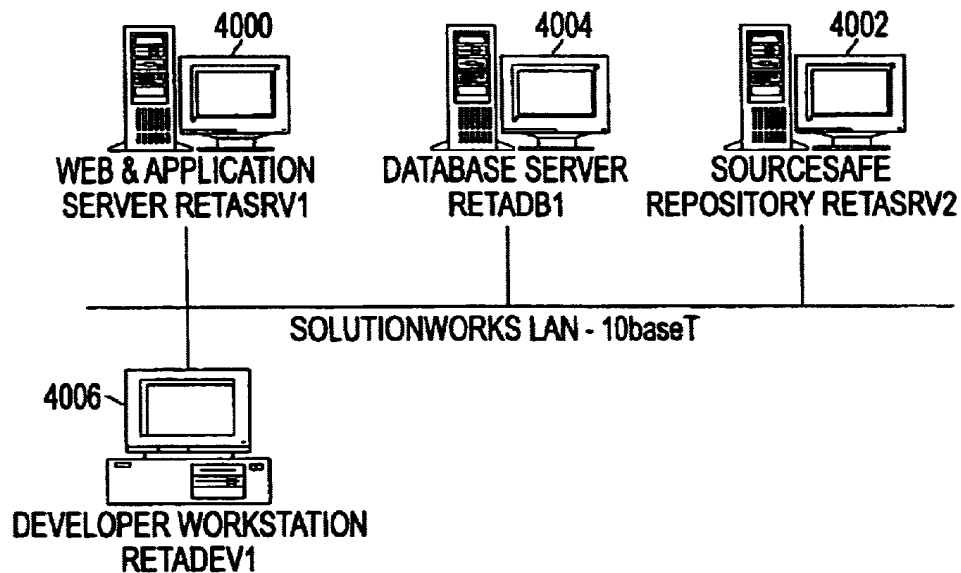 4000
4004
4002
WEB & APPLICATION
SERVER RETASRV1
DATABASE SERVER
RETADB1
SOURCESAFE
REPOSITORY RETASRV2
SOLUTIONWORKS LAN - 10baseT
4006
DEVELOPER WORKSTATION
RETADEV1